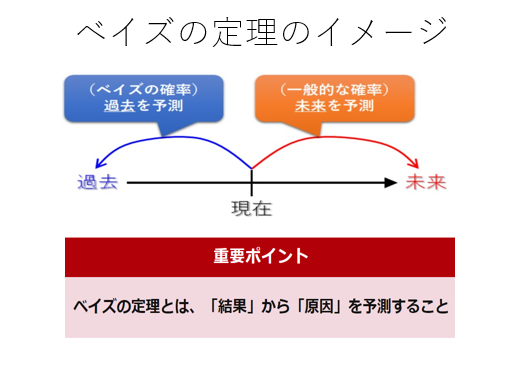 ベイズの定理のイメージ
（ベイズの確率）
過去を予測
（一般的な確率）
未来を予測
過去
未来
現在
重要ポイント
ベイズの定理とは、「結果」から「原因」を予測すること